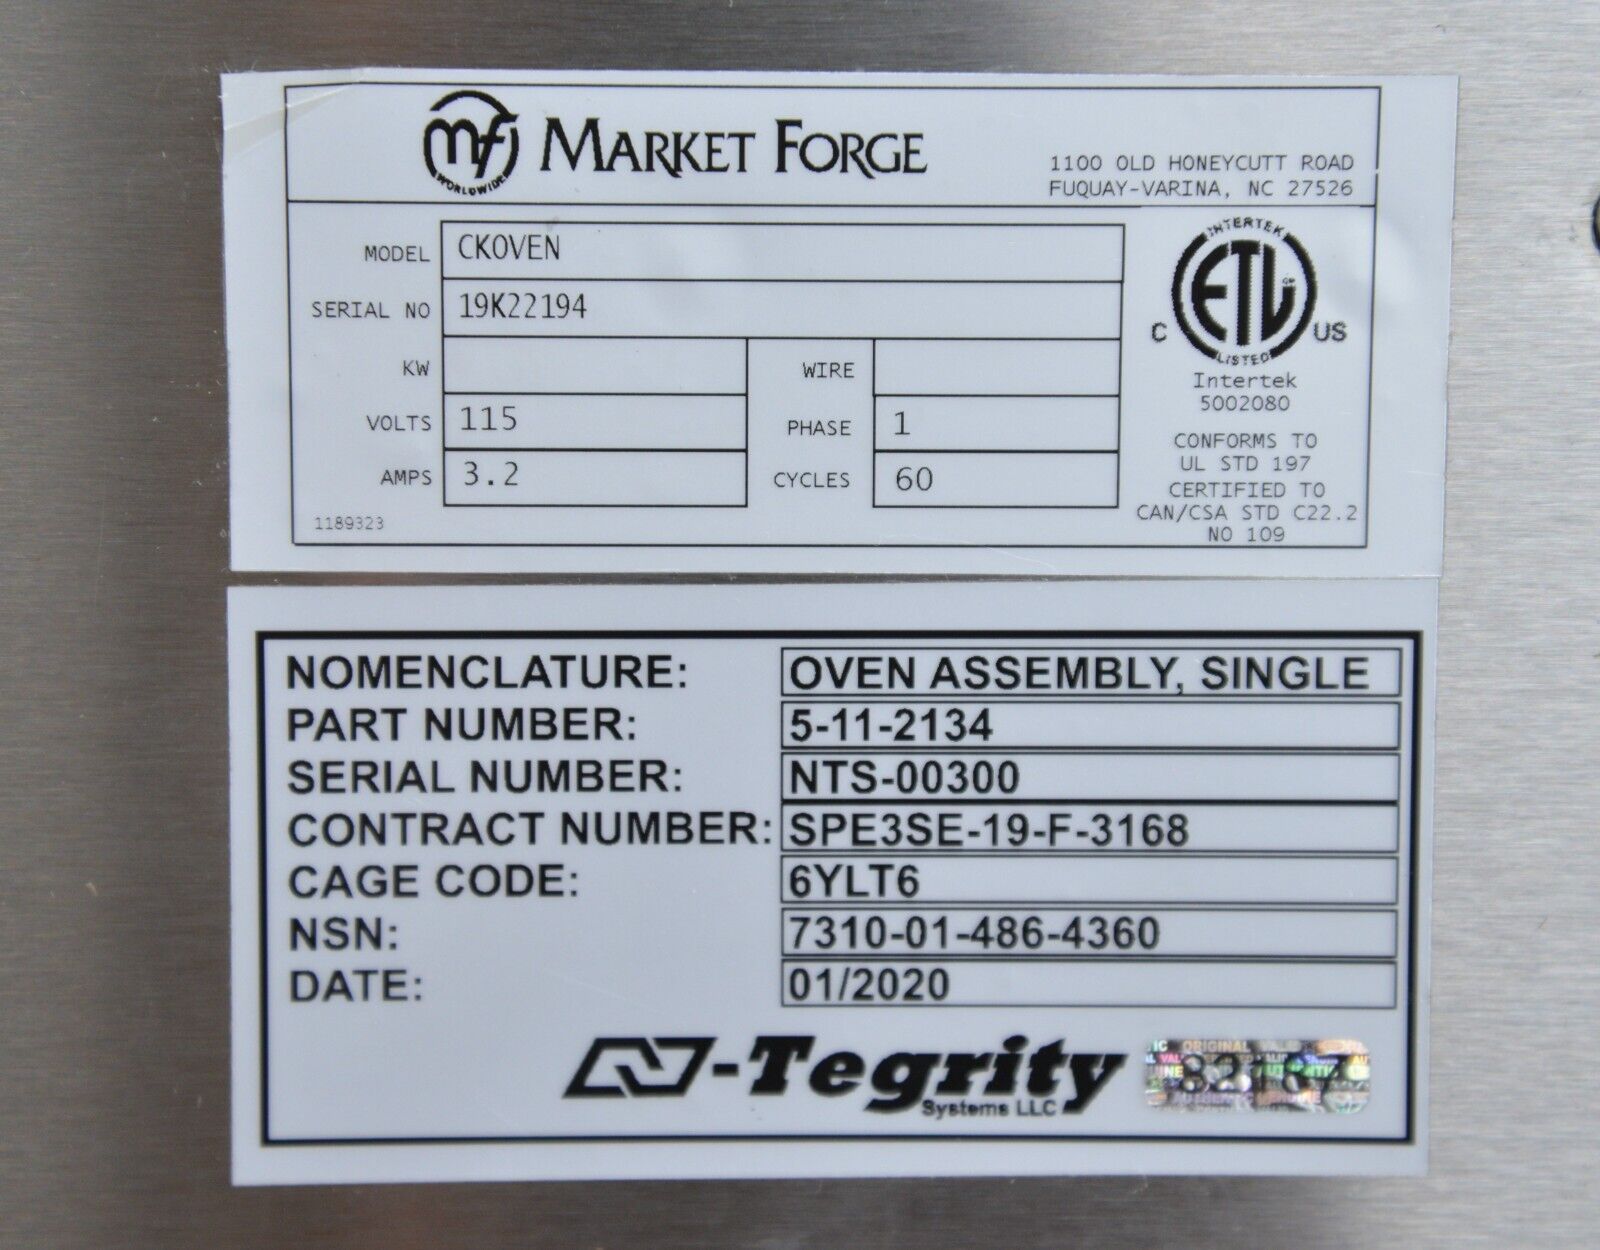 mf WORLDWIDE MARKET FORGE
1100 OLD HONEYCUTT ROAD
FUQUAY-VARINA, NC 27526
MODEL CKOVEN
SERIAL NO 19K22194
KW WIRE
VOLTS 115 PHASE 1
AMPS 3.2 CYCLES 60
1189323
INTERTEK
C ETL US
LISTED
Intertek
5002080
CONFORMS TO
UL STD 197
CERTIFIED TO
CAN/CSA STD C22.2
NO 109
NOMENCLATURE: OVEN ASSEMBLY, SINGLE
PART NUMBER: 5-11-2134
SERIAL NUMBER: NTS-00300
CONTRACT NUMBER: SPE3SE-19-F-3168
CAGE CODE: 6YLT6
NSN: 7310-01-486-4360
DATE: 01/2020
N-Tegrity
Systems LLC
ORIGINAL
82167